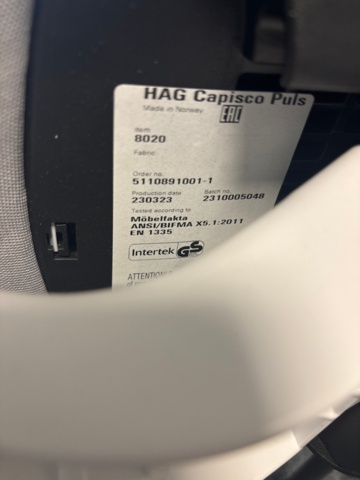 HAG Capisco Puls
Made in Norway
EAC
Item
8020
Fabric
Order no.
5110891001-1
Production date Batch no.
230323 2310005048
Tested according to
Möbelfakta
ANSI/BIFMA X5.1:2011
EN 1335
Intertek GS
ATTENTION